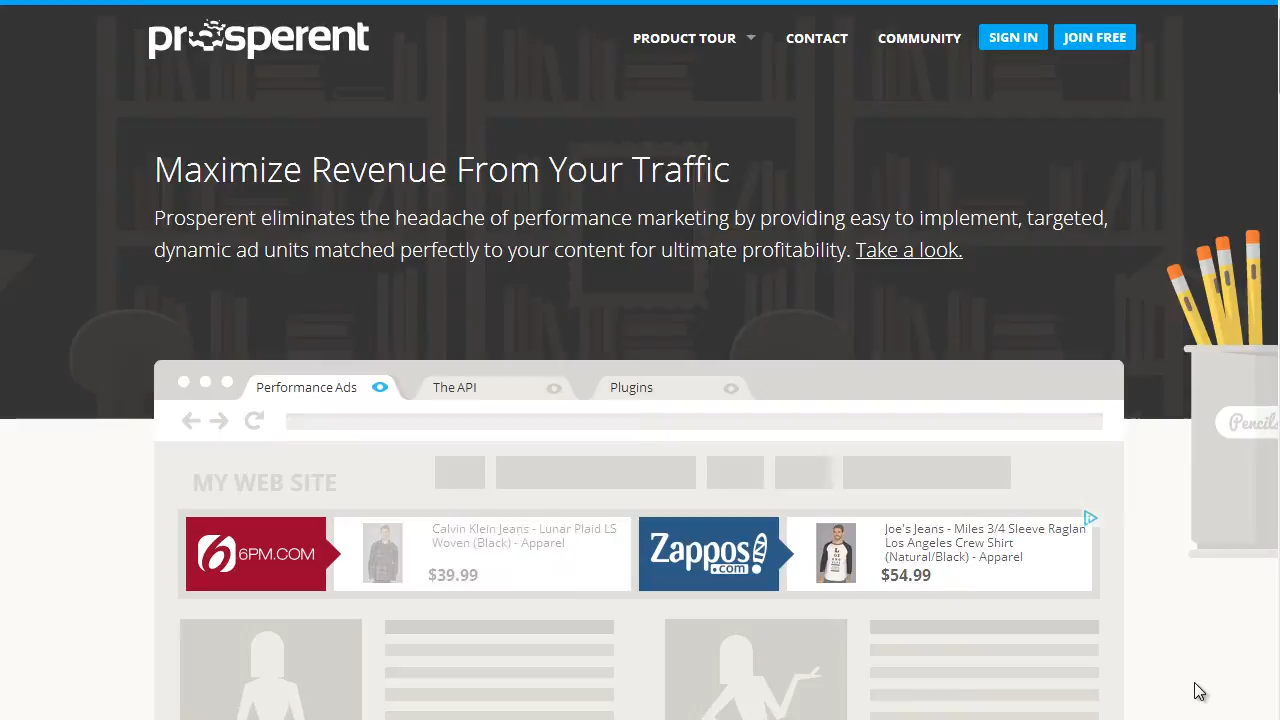 prosperent
PRODUCT TOUR CONTACT COMMUNITY SIGN IN JOIN FREE
Maximize Revenue From Your Traffic
Prosperent eliminates the headache of performance marketing by providing easy to implement, targeted,
dynamic ad units matched perfectly to your content for ultimate profitability. Take a look.
Performance Ads The API Plugins
Pencils
MY WEB SITE
6PM.COM
Calvin Klein Jeans - Lunar Plaid LS
Woven (Black) - Apparel
$39.99
Zappos
.com
Joe's Jeans - Miles 3/4 Sleeve Raglan
Los Angeles Crew Shirt
(Natural/Black) - Apparel
$54.99